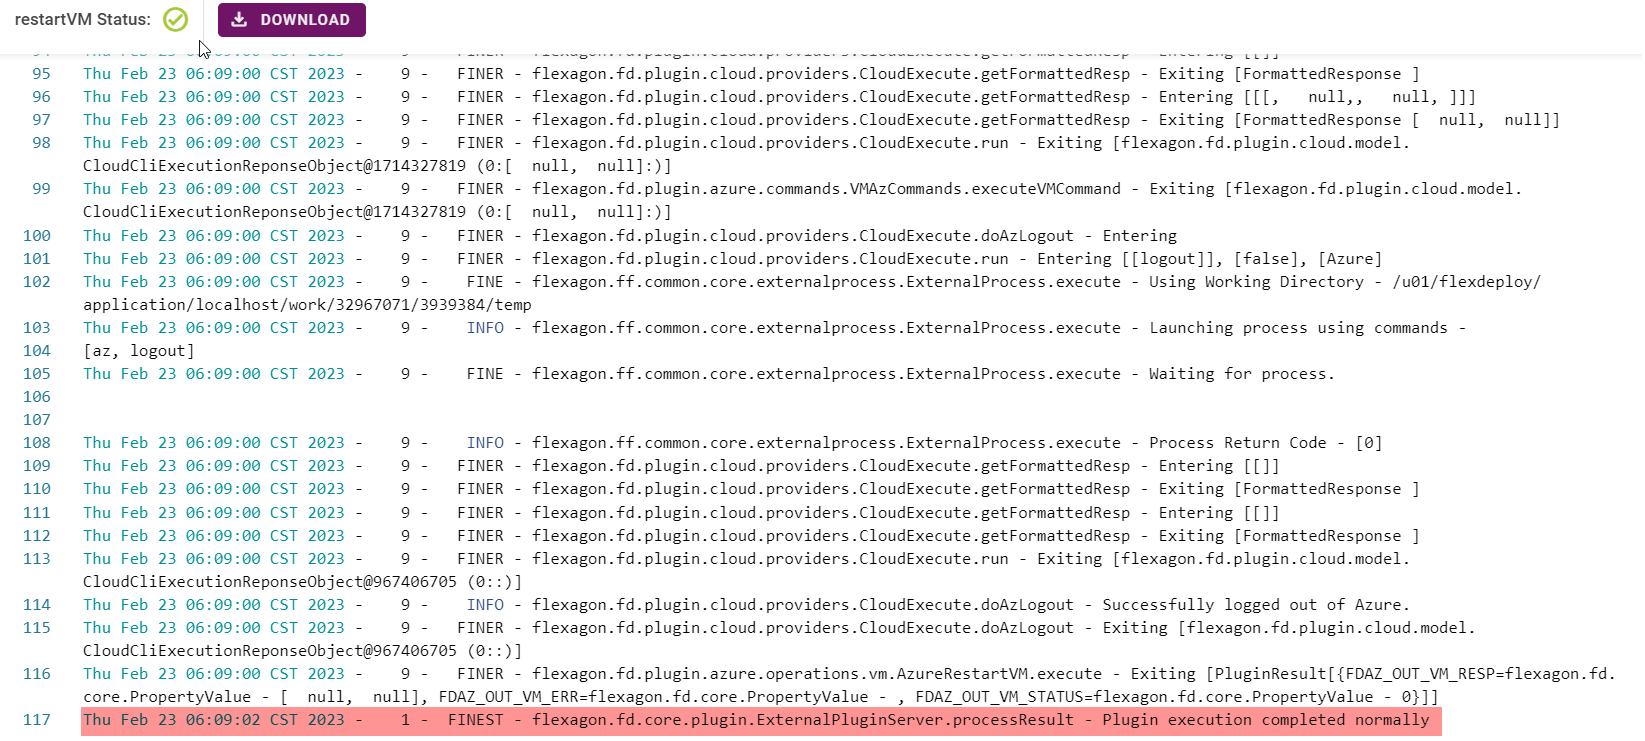 restartVM Status: DOWNLOAD
94 Thu Feb 23 06:09:00 CST 2023 -    9 -   FINER - flexagon.fd.plugin.cloud.providers.CloudExecute.getFormattedResp - Entering [[]]
95 Thu Feb 23 06:09:00 CST 2023 -    9 -   FINER - flexagon.fd.plugin.cloud.providers.CloudExecute.getFormattedResp - Exiting [FormattedResponse ]
96 Thu Feb 23 06:09:00 CST 2023 -    9 -   FINER - flexagon.fd.plugin.cloud.providers.CloudExecute.getFormattedResp - Entering [[[,   null,,   null, ]]]
97 Thu Feb 23 06:09:00 CST 2023 -    9 -   FINER - flexagon.fd.plugin.cloud.providers.CloudExecute.getFormattedResp - Exiting [FormattedResponse [  null,  null]]
98 Thu Feb 23 06:09:00 CST 2023 -    9 -   FINER - flexagon.fd.plugin.cloud.providers.CloudExecute.run - Exiting [flexagon.fd.plugin.cloud.model.
CloudCliExecutionReponseObject@1714327819 (0:[  null,  null]:)]
99 Thu Feb 23 06:09:00 CST 2023 -    9 -   FINER - flexagon.fd.plugin.azure.commands.VMAzCommands.executeVMCommand - Exiting [flexagon.fd.plugin.cloud.model.
CloudCliExecutionReponseObject@1714327819 (0:[  null,  null]:)]
100 Thu Feb 23 06:09:00 CST 2023 -    9 -   FINER - flexagon.fd.plugin.cloud.providers.CloudExecute.doAzLogout - Entering
101 Thu Feb 23 06:09:00 CST 2023 -    9 -   FINER - flexagon.fd.plugin.cloud.providers.CloudExecute.run - Entering [[logout]], [false], [Azure]
102 Thu Feb 23 06:09:00 CST 2023 -    9 -    FINE - flexagon.ff.common.core.externalprocess.ExternalProcess.execute - Using Working Directory - /u01/flexdeploy/
application/localhost/work/32967071/3939384/temp
103 Thu Feb 23 06:09:00 CST 2023 -    9 -    INFO - flexagon.ff.common.core.externalprocess.ExternalProcess.execute - Launching process using commands -
104 [az, logout]
105 Thu Feb 23 06:09:00 CST 2023 -    9 -    FINE - flexagon.ff.common.core.externalprocess.ExternalProcess.execute - Waiting for process.
106
107
108 Thu Feb 23 06:09:00 CST 2023 -    9 -    INFO - flexagon.ff.common.core.externalprocess.ExternalProcess.execute - Process Return Code - [0]
109 Thu Feb 23 06:09:00 CST 2023 -    9 -   FINER - flexagon.fd.plugin.cloud.providers.CloudExecute.getFormattedResp - Entering [[]]
110 Thu Feb 23 06:09:00 CST 2023 -    9 -   FINER - flexagon.fd.plugin.cloud.providers.CloudExecute.getFormattedResp - Exiting [FormattedResponse ]
111 Thu Feb 23 06:09:00 CST 2023 -    9 -   FINER - flexagon.fd.plugin.cloud.providers.CloudExecute.getFormattedResp - Entering [[]]
112 Thu Feb 23 06:09:00 CST 2023 -    9 -   FINER - flexagon.fd.plugin.cloud.providers.CloudExecute.getFormattedResp - Exiting [FormattedResponse ]
113 Thu Feb 23 06:09:00 CST 2023 -    9 -   FINER - flexagon.fd.plugin.cloud.providers.CloudExecute.run - Exiting [flexagon.fd.plugin.cloud.model.
CloudCliExecutionReponseObject@967406705 (0::)]
114 Thu Feb 23 06:09:00 CST 2023 -    9 -    INFO - flexagon.fd.plugin.cloud.providers.CloudExecute.doAzLogout - Successfully logged out of Azure.
115 Thu Feb 23 06:09:00 CST 2023 -    9 -   FINER - flexagon.fd.plugin.cloud.providers.CloudExecute.doAzLogout - Exiting [flexagon.fd.plugin.cloud.model.
CloudCliExecutionReponseObject@967406705 (0::)]
116 Thu Feb 23 06:09:00 CST 2023 -    9 -   FINER - flexagon.fd.plugin.azure.operations.vm.AzureRestartVM.execute - Exiting [PluginResult[{FDAZ_OUT_VM_RESP=flexagon.fd.
core.PropertyValue - [  null,  null], FDAZ_OUT_VM_ERR=flexagon.fd.core.PropertyValue - , FDAZ_OUT_VM_STATUS=flexagon.fd.core.PropertyValue - 0}]]
117 Thu Feb 23 06:09:02 CST 2023 -    1 -  FINEST - flexagon.fd.core.plugin.ExternalPluginServer.processResult - Plugin execution completed normally